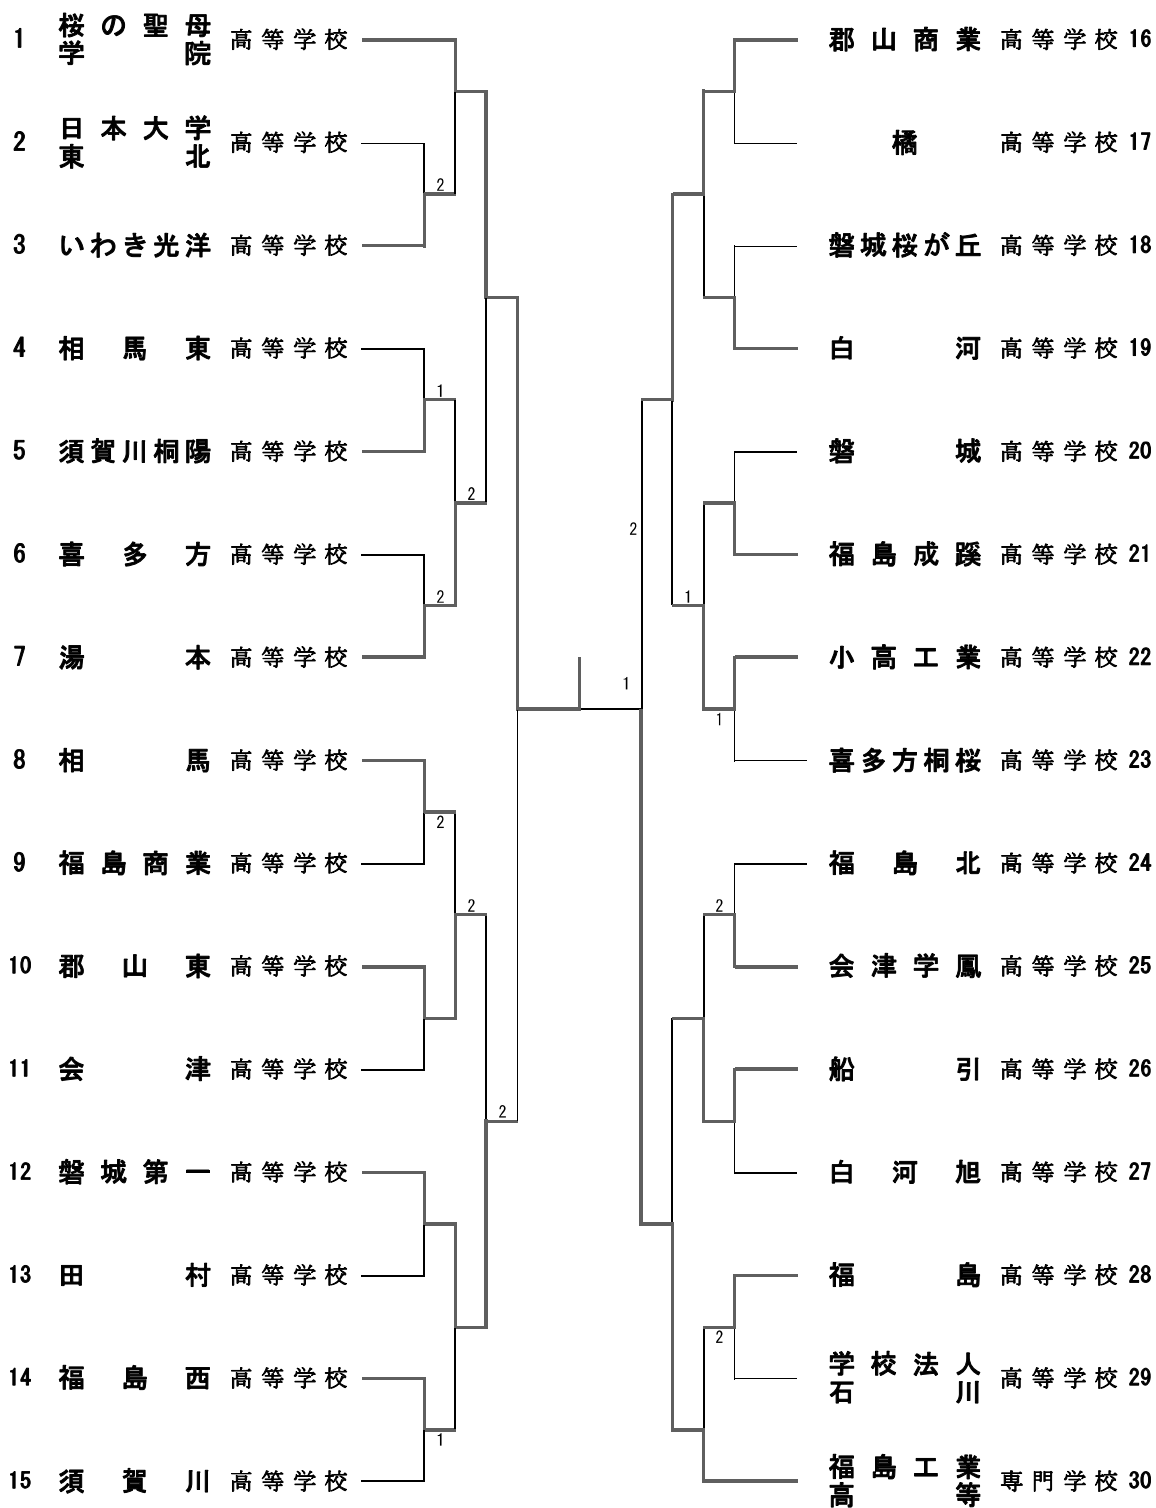 1 桜の聖母学院 高等学校
2 日本大学東北 高等学校
2
3 いわき光洋 高等学校
4 相馬東 高等学校
1
5 須賀川桐陽 高等学校
2
6 喜多方 高等学校
2
7 湯本 高等学校
8 相馬 高等学校
2
9 福島商業 高等学校
2
10 郡山東 高等学校
11 会津 高等学校
2
12 磐城第一 高等学校
13 田村 高等学校
14 福島西 高等学校
1
15 須賀川 高等学校
1
2
郡山商業 高等学校 16
橘 高等学校 17
磐城桜が丘 高等学校 18
白河 高等学校 19
磐城 高等学校 20
福島成蹊 高等学校 21
1
小高工業 高等学校 22
1
喜多方桐桜 高等学校 23
福島北 高等学校 24
2
会津学鳳 高等学校 25
船引 高等学校 26
白河旭 高等学校 27
福島 高等学校 28
2
学校法人石川 高等学校 29
福島工業高等 専門学校 30